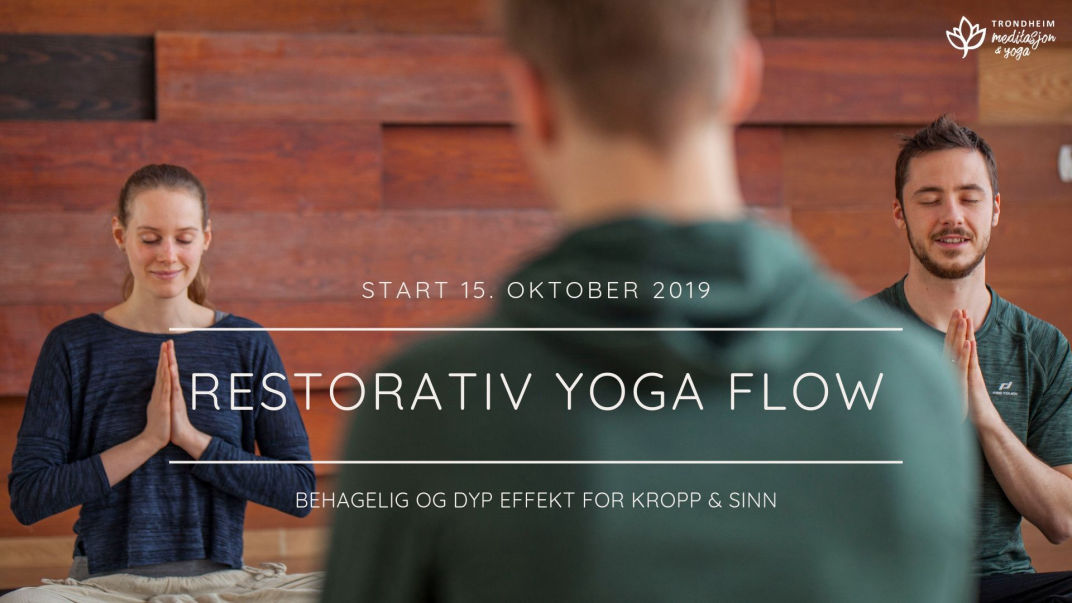 TRONDHEIM
meditasjon
& yoga
START 15. OKTOBER 2019
RESTORATIV YOGA FLOW
BEHAGELIG OG DYP EFFEKT FOR KROPP & SINN